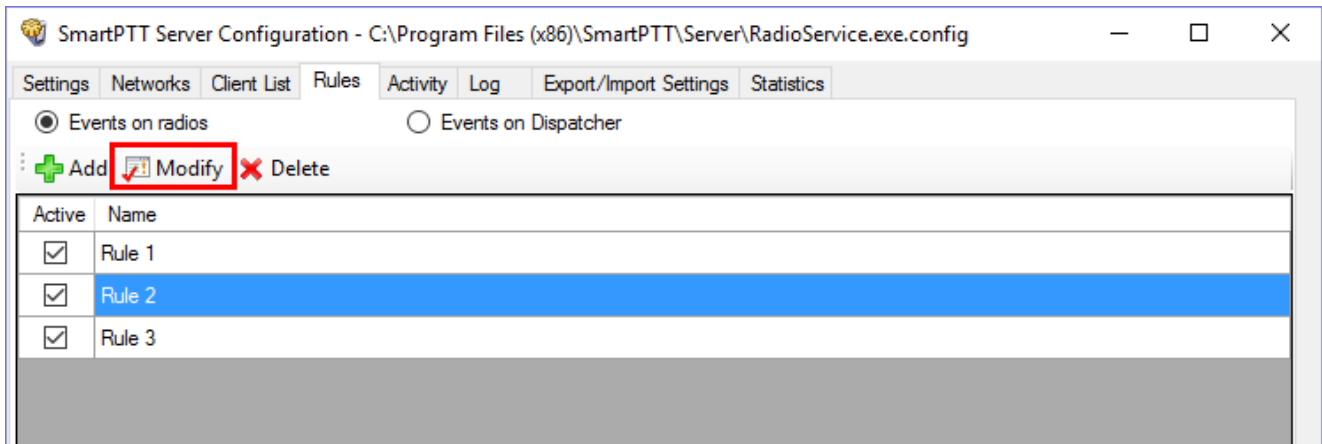 SmartPTT Server Configuration - C:\Program Files (x86)\SmartPTT\Server\RadioService.exe.config
Settings Networks Client List Rules Activity Log Export/Import Settings Statistics
Events on radios Events on Dispatcher
Add Modify Delete
Active Name
Rule 1
Rule 2
Rule 3